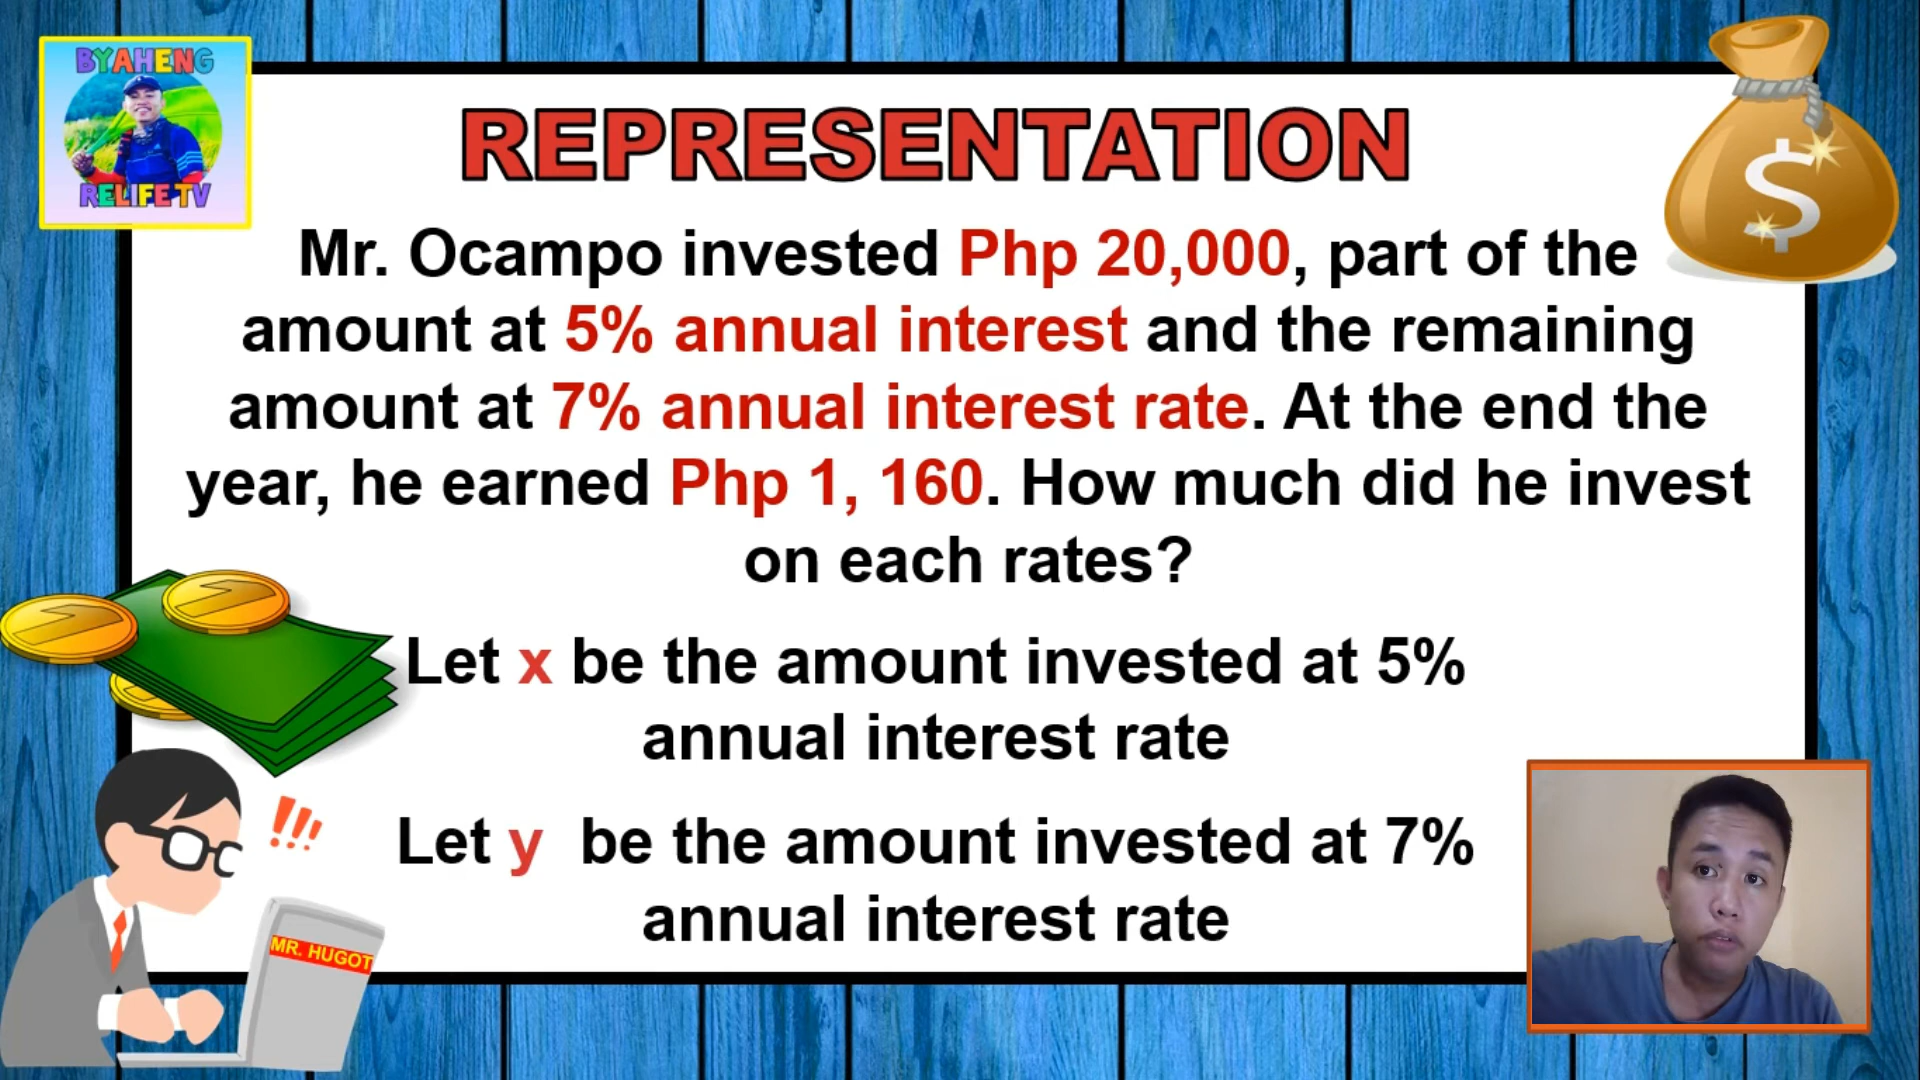 BYAHENG
RELIFE TV
REPRESENTATION
Mr. Ocampo invested Php 20,000, part of the
amount at 5% annual interest and the remaining
amount at 7% annual interest rate. At the end the
year, he earned Php 1, 160. How much did he invest
on each rates?
Let x be the amount invested at 5%
annual interest rate
Let y be the amount invested at 7%
annual interest rate
MR. HUGOT
$